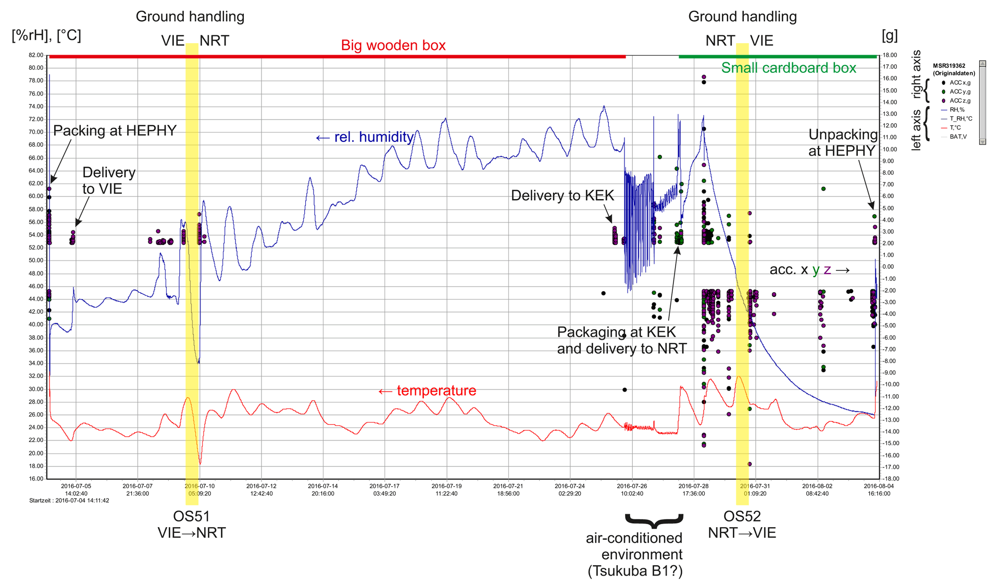 Ground handling
Ground handling
[%rH], [°C]
VIE
NRT
Big wooden box
NRT
VIE
[g]
Small cardboard box
82.00
80.00
78.00
76.00
74.00
72.00
70.00
68.00
66.00
64.00
62.00
60.00
58.00
56.00
54.00
52.00
50.00
48.00
46.00
44.00
42.00
40.00
38.00
36.00
34.00
32.00
30.00
28.00
26.00
24.00
22.00
20.00
18.00
16.00
Packing at HEPHY
Delivery
to VIE
← rel. humidity
Delivery to KEK
Unpacking
at HEPHY
acc. x y z →
Packaging at KEK
and delivery to NRT
← temperature
18.00
17.00
16.00
15.00
14.00
13.00
12.00
11.00
10.00
9.00
8.00
7.00
6.00
5.00
4.00
3.00
2.00
1.00
0.00
-1.00
-2.00
-3.00
-4.00
-5.00
-6.00
-7.00
-8.00
-9.00
-10.00
-11.00
-12.00
-13.00
-14.00
-15.00
-16.00
-17.00
-18.00
right axis
left axis
MSR319362
(Originaldaten)
ACC x,g
ACC y,g
ACC z,g
RH,%
T_RH,°C
T,°C
BAT,V
2016-07-05
14:02:40
2016-07-07
21:36:00
2016-07-10
05:09:20
2016-07-12
12:42:40
2016-07-14
20:16:00
2016-07-17
03:49:20
2016-07-19
11:22:40
2016-07-21
18:56:00
2016-07-24
02:29:20
2016-07-26
10:02:40
2016-07-28
17:36:00
2016-07-31
01:09:20
2016-08-02
08:42:40
2016-08-04
16:16:00
Startzeit : 2016-07-04 14:11:42
OS51
VIE→NRT
OS52
NRT→VIE
air-conditioned
environment
(Tsukuba B1?)